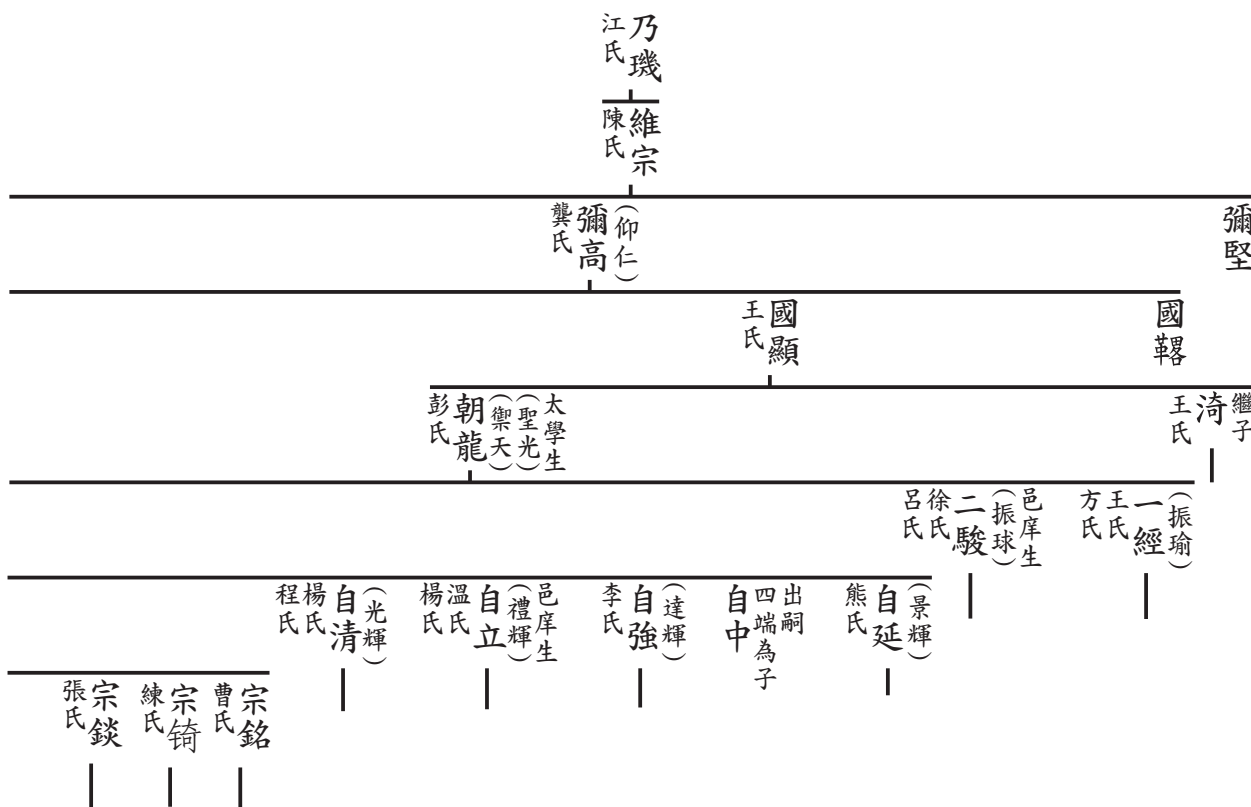 乃璣
江氏
維宗
陳氏
彌堅
(仰仁)
彌高
龔氏
國
國顯
王氏
繼子
渏
王氏
太學生
(聖光)
(禦天)
朝龍
彭氏
(振瑜)
一經
王氏
方氏
邑庠生
(振球)
二駿
徐氏
呂氏
(景輝)
自延
熊氏
出嗣
四端為子
自中
(達輝)
自強
李氏
邑庠生
(禮輝)
自立
溫氏
楊氏
(光輝)
自清
楊氏
程氏
宗銘
曹氏
宗锜
練氏
宗錟
張氏